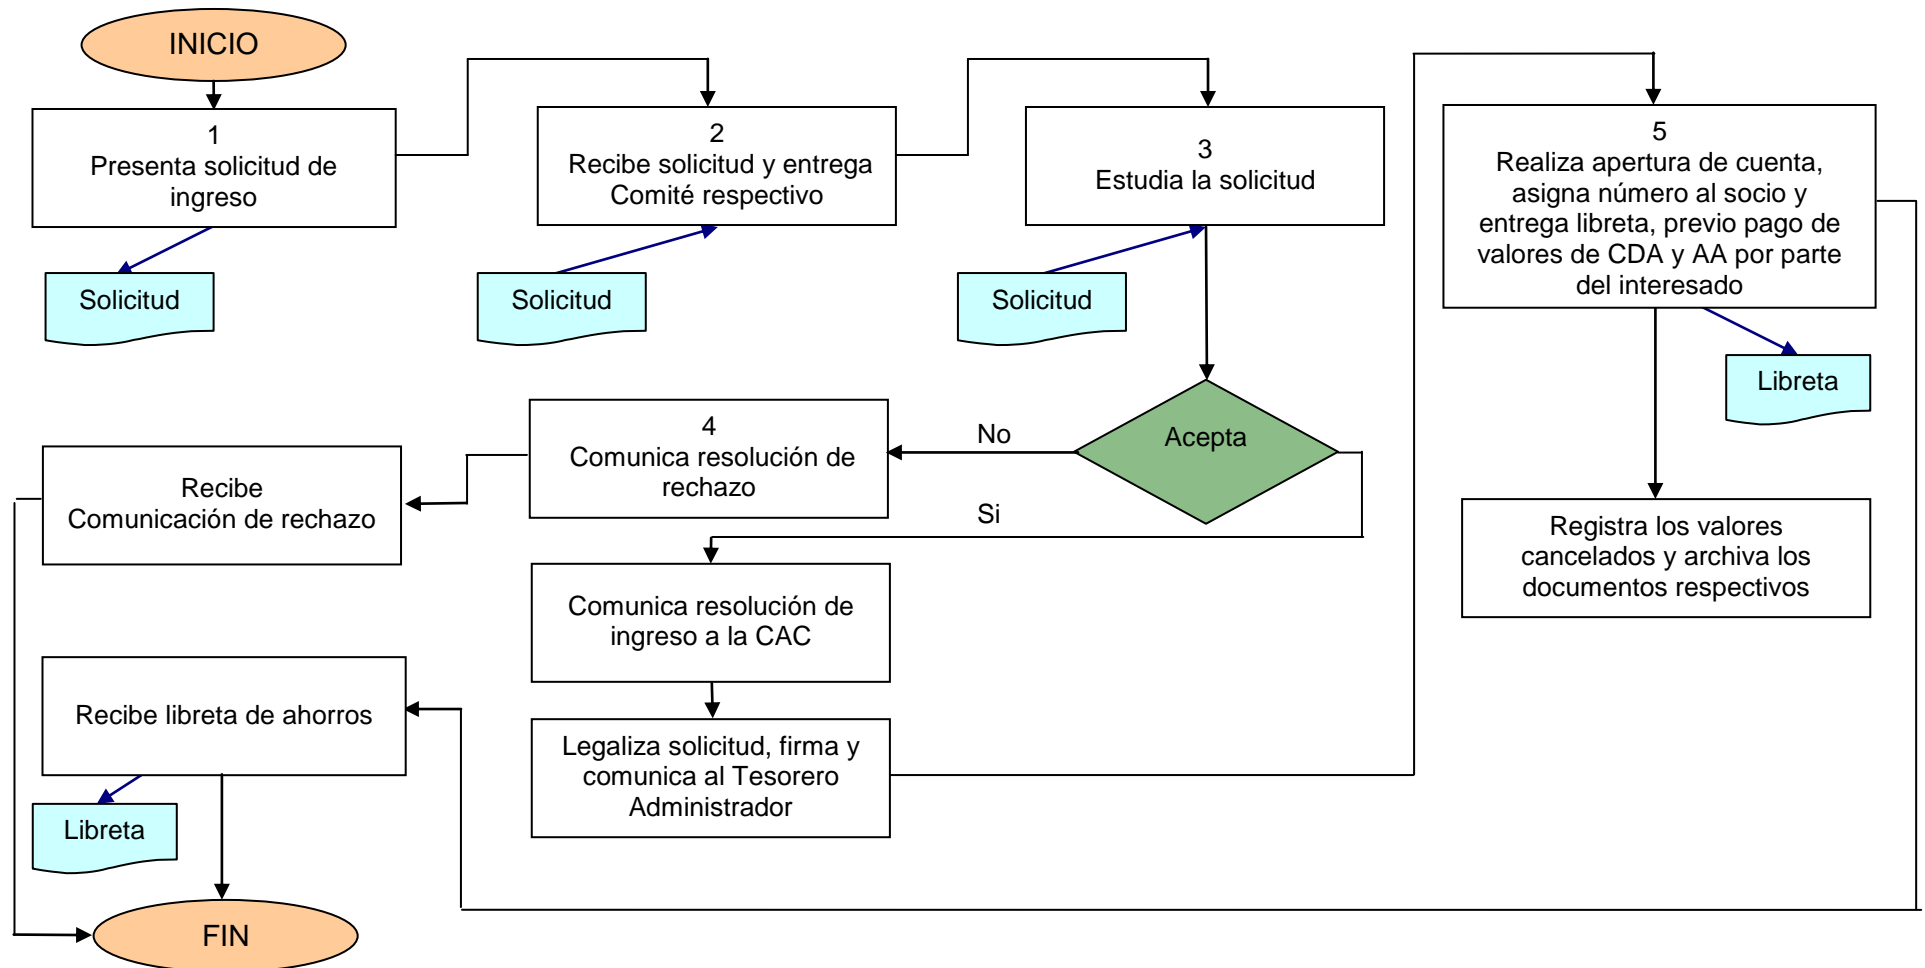 INICIO
1
Presenta solicitud de
ingreso
2
Recibe solicitud y entrega
Comité respectivo
3
Estudia la solicitud
5
Realiza apertura de cuenta,
asigna número al socio y
entrega libreta, previo pago de
valores de CDA y AA por parte
del interesado
Solicitud
Solicitud
Solicitud
Libreta
Acepta
No
Si
4
Comunica resolución de
rechazo
Recibe
Comunicación de rechazo
Registra los valores
cancelados y archiva los
documentos respectivos
Comunica resolución de
ingreso a la CAC
Recibe libreta de ahorros
Legaliza solicitud, firma y
comunica al Tesorero
Administrador
Libreta
FIN